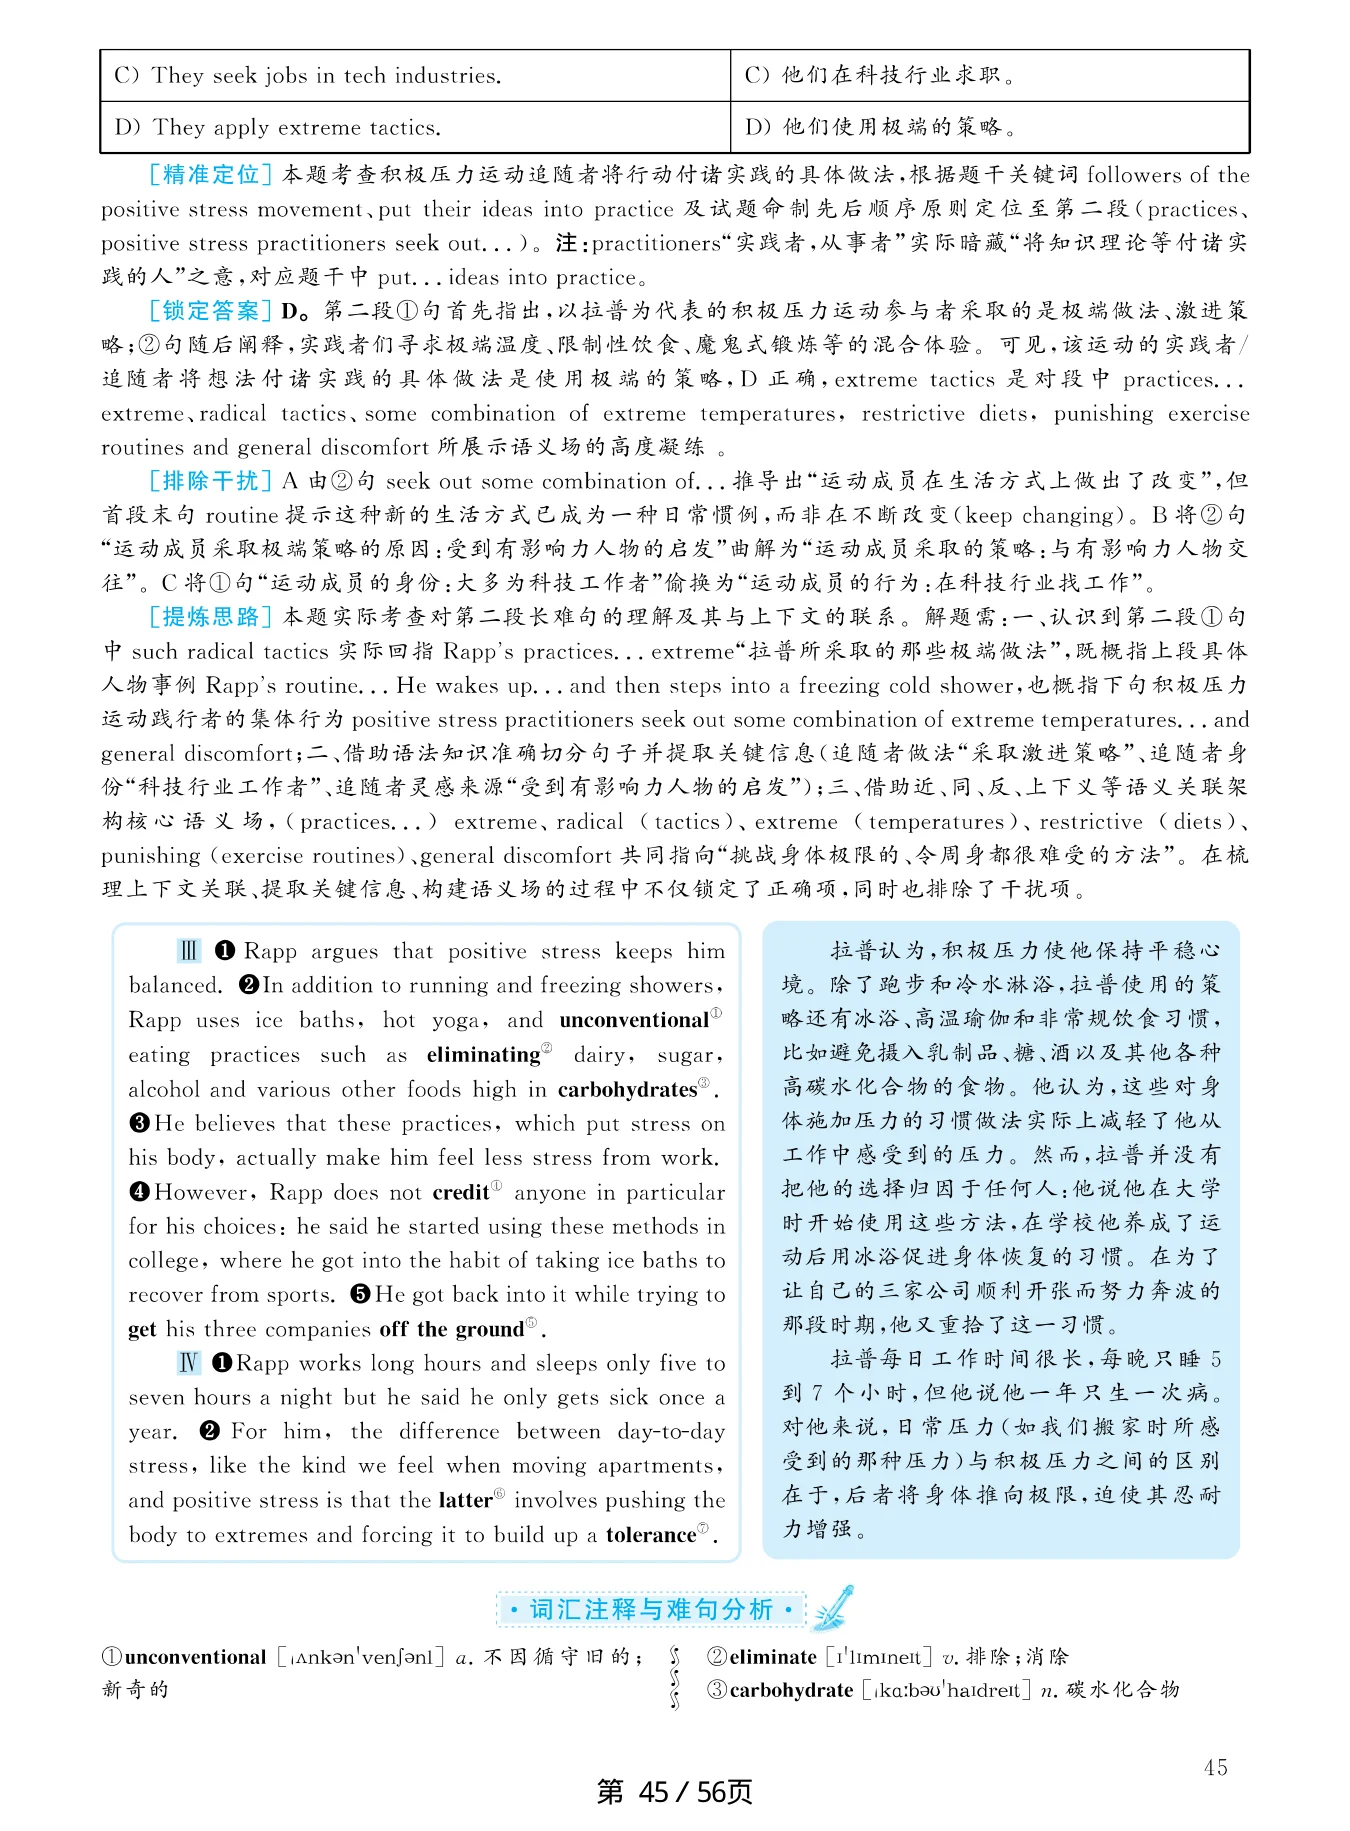 C) They seek jobs in tech industries.
C) 他们在科技行业求职。
D) They apply extreme tactics.
D) 他们使用极端的策略。
[精准定位] 本题考查积极压力运动追随者将行动付诸实践的具体做法,根据题干关键词 followers of the
positive stress movement、put their ideas into practice 及试题命制先后顺序原则定位至第二段(practices、
positive stress practitioners seek out...)。注:practitioners“实践者,从事者”实际暗藏“将知识理论等付诸实
践的人”之意,对应题干中 put...ideas into practice。
[锁定答案] D。第二段①句首先指出,以拉普为代表的积极压力运动参与者采取的是极端做法、激进策
略;②句随后阐释,实践者们寻求极端温度、限制性饮食、魔鬼式锻炼等的混合体验。可见,该运动的实践者/
追随者将想法付诸实践的具体做法是使用极端的策略,D 正确,extreme tactics 是对段中 practices...
extreme、radical tactics、some combination of extreme temperatures, restrictive diets, punishing exercise
routines and general discomfort 所展示语义场的高度凝练 。
[排除干扰] A 由②句 seek out some combination of...推导出“运动成员在生活方式上做出了改变”,但
首段末句 routine 提示这种新的生活方式已成为一种日常惯例,而非在不断改变(keep changing)。B 将②句
“运动成员采取极端策略的原因:受到有影响力人物的启发”曲解为“运动成员采取的策略:与有影响力人物交
往”。C 将①句“运动成员的身份:大多为科技工作者”偷换为“运动成员的行为:在科技行业找工作”。
[提炼思路] 本题实际考查对第二段长难句的理解及其与上下文的联系。解题需:一、认识到第二段①句
中 such radical tactics 实际回指 Rapp's practices...extreme“拉普所采取的那些极端做法”,既概指上段具体
人物事例 Rapp's routine...He wakes up...and then steps into a freezing cold shower,也概指下句积极压力
运动践行者的集体行为 positive stress practitioners seek out some combination of extreme temperatures...and
general discomfort;二、借助语法知识准确切分句子并提取关键信息(追随者做法“采取激进策略”、追随者身
份“科技行业工作者”、追随者灵感来源“受到有影响力人物的启发”);三、借助近、同、反、上下义等语义关联架
构核心语义场,(practices...) extreme、radical (tactics)、extreme (temperatures)、restrictive (diets)、
punishing (exercise routines)、general discomfort 共同指向“挑战身体极限的、令周身都很难受的方法”。在梳
理上下文关联、提取关键信息、构建语义场的过程中不仅锁定了正确项,同时也排除了干扰项。
Ⅲ ❶ Rapp argues that positive stress keeps him
balanced. ❷In addition to running and freezing showers,
Rapp uses ice baths, hot yoga, and unconventional①
eating practices such as eliminating② dairy, sugar,
alcohol and various other foods high in carbohydrates③.
❸He believes that these practices, which put stress on
his body, actually make him feel less stress from work.
❹However, Rapp does not credit① anyone in particular
for his choices: he said he started using these methods in
college, where he got into the habit of taking ice baths to
recover from sports. ❺He got back into it while trying to
get his three companies off the ground⑤.
Ⅳ ❶Rapp works long hours and sleeps only five to
seven hours a night but he said he only gets sick once a
year. ❷ For him, the difference between day-to-day
stress, like the kind we feel when moving apartments,
and positive stress is that the latter⑥ involves pushing the
body to extremes and forcing it to build up a tolerance⑦.
拉普认为,积极压力使他保持平稳心
境。除了跑步和冷水淋浴,拉普使用的策
略还有冰浴、高温瑜伽和非常规饮食习惯,
比如避免摄入乳制品、糖、酒以及其他各种
高碳水化合物的食物。他认为,这些对身
体施加压力的习惯做法实际上减轻了他从
工作中感受到的压力。然而,拉普并没有
把他的选择归因于任何人:他说他在大学
时开始使用这些方法,在学校他养成了运
动后用冰浴促进身体恢复的习惯。在为了
让自己的三家公司顺利开张而努力奔波的
那段时期,他又重拾了这一习惯。
拉普每日工作时间很长,每晚只睡 5
到 7 个小时,但他说他一年只生一次病。
对他来说,日常压力(如我们搬家时所感
受到的那种压力)与积极压力之间的区别
在于,后者将身体推向极限,迫使其忍耐
力增强。
·词汇注释与难句分析·
①unconventional [ˌʌnkənˈvenʃənl] a. 不因循守旧的;
新奇的
②eliminate [ɪˈlɪmɪneɪt] v. 排除;消除
③carbohydrate [ˌkɑːbəʊˈhaɪdreɪt] n. 碳水化合物
45
第 45 / 56页